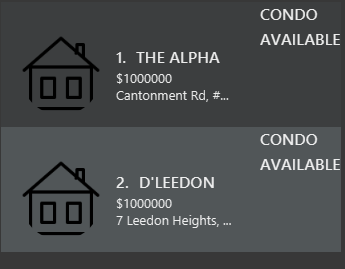 CONDO
AVAILABLE
1. THE ALPHA
$1000000
Cantonment Rd, #...
CONDO
AVAILABLE
2. D'LEEDON
$1000000
7 Leedon Heights, ...